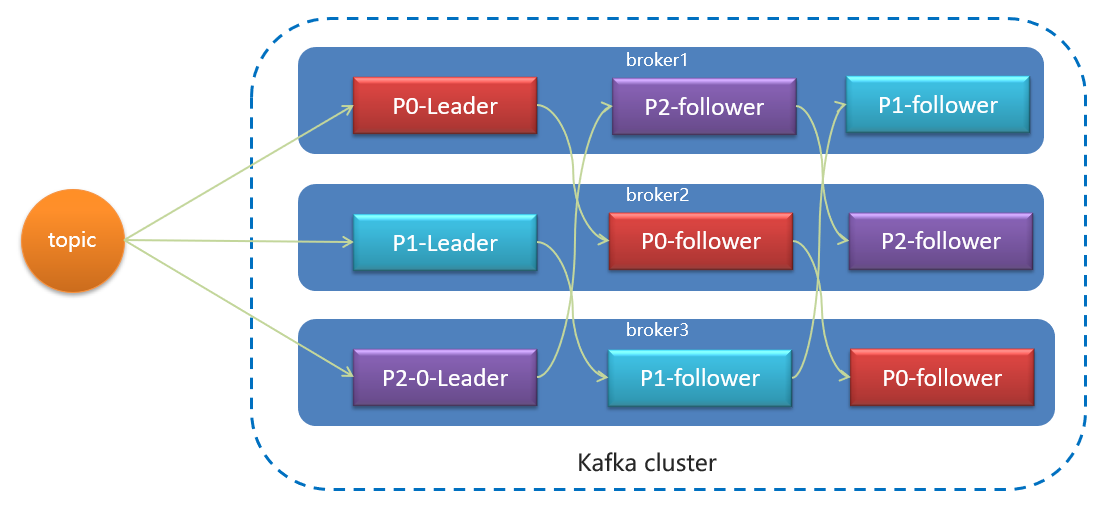 broker1
P0-Leader
P2-follower
P1-follower
topic
broker2
P1-Leader
P0-follower
P2-follower
broker3
P2-0-Leader
P1-follower
P0-follower
Kafka cluster